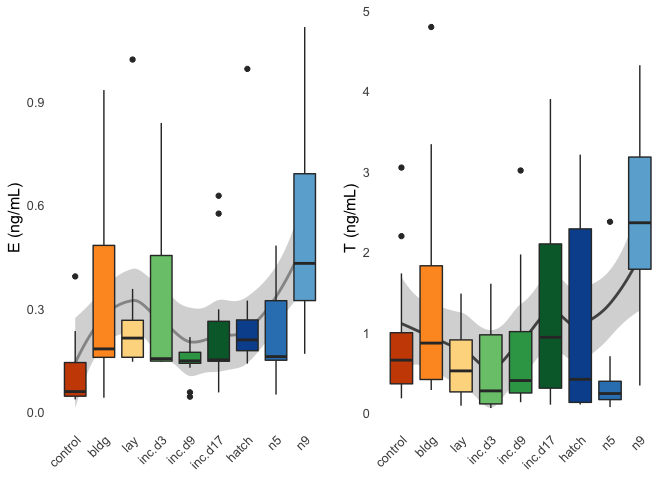 E (ng/mL)
0.9
0.6
0.3
0.0
control
bldg
lay
inc.d3
inc.d9
inc.d17
hatch
n5
n9
T (ng/mL)
5
4
3
2
1
0
control
bldg
lay
inc.d3
inc.d9
inc.d17
hatch
n5
n9